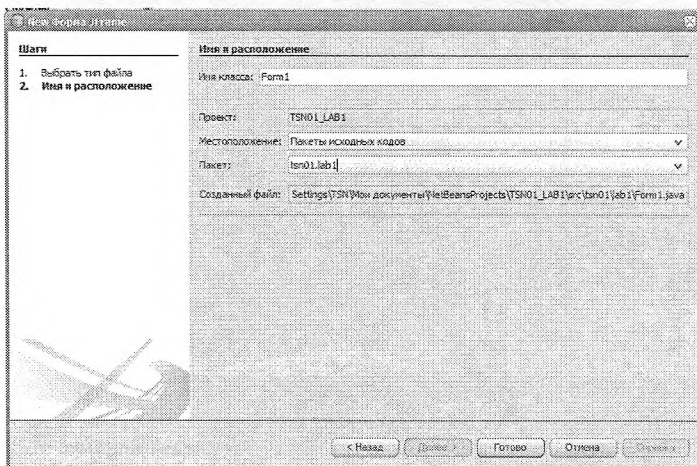 New Форма JFrame
Шаги
1. Выбрать тип файла
2. Имя и расположение
Имя и расположение
Имя класса: Form1
Проект: TSN01_LAB1
Местоположение: Пакеты исходных кодов
Пакет: tsn01.lab1
Созданный файл: Settings\TSN\Мои документы\NetBeansProjects\TSN01_LAB1\src\tsn01\lab1\Form1.java
< Назад
Далее >
Готово
Отмена
Справка